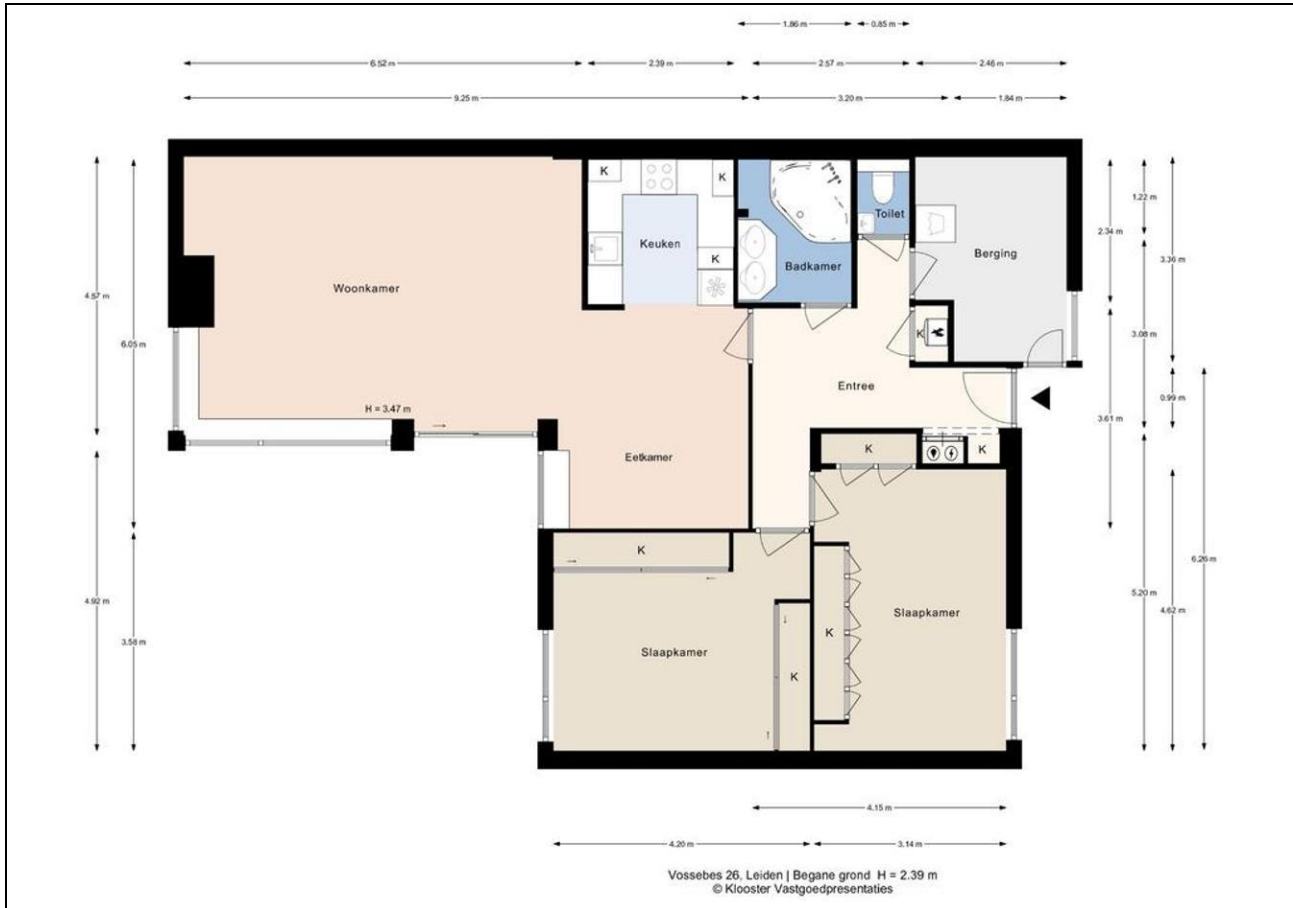 1.86 m 0.85 m
6.52 m 2.39 m 2.57 m 2.46 m
9.25 m 3.20 m 1.84 m
K K
Toilet
Keuken
Berging
K
Badkamer
Woonkamer
K
Entree
H = 3.47 m
Eetkamer
K K
K
Slaapkamer
K
Slaapkamer
K
4.57 m
6.05 m
4.92 m
3.58 m
1.22 m
2.34 m
3.36 m
3.08 m
0.99 m
3.61 m
6.26 m
5.20 m
4.62 m
4.15 m
4.20 m 3.14 m
Vossebes 26, Leiden | Begane grond H = 2.39 m
© Klooster Vastgoedpresentaties